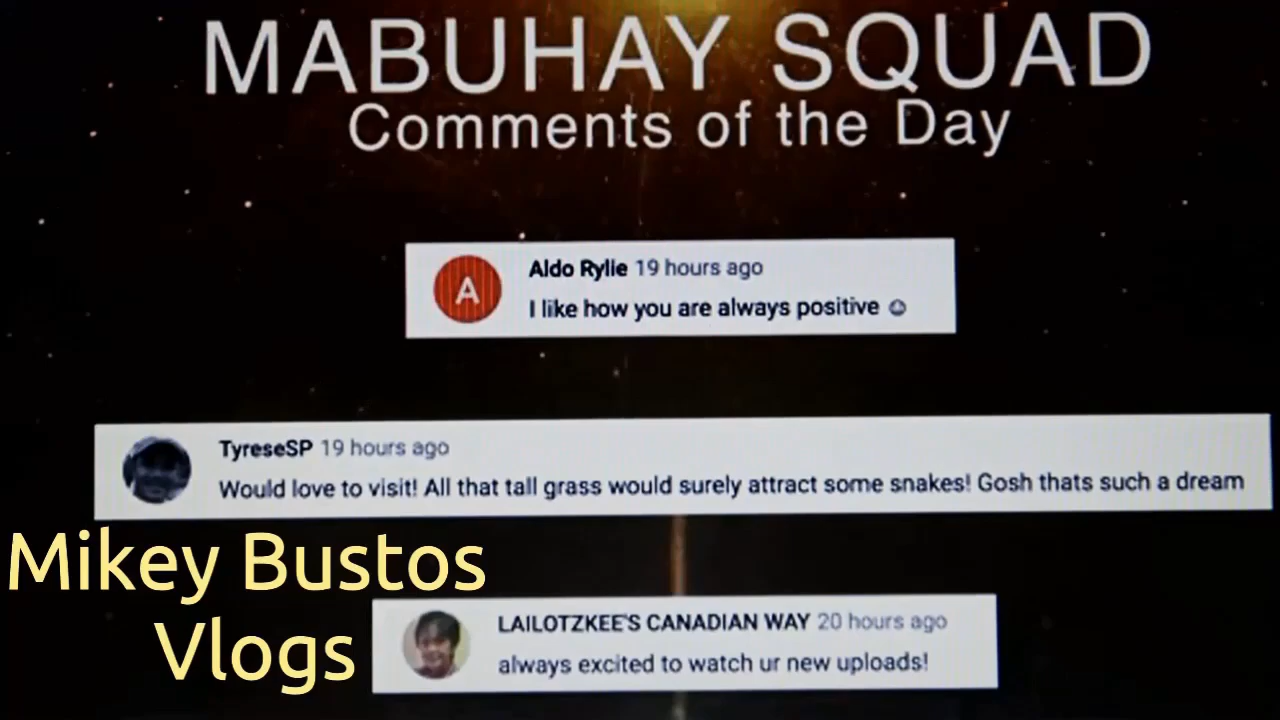 MABUHAY SQUAD
Comments of the Day
A
Aldo Rylie 19 hours ago
I like how you are always positive ☺
TyreseSP 19 hours ago
Would love to visit! All that tall grass would surely attract some snakes! Gosh thats such a dream
Mikey Bustos
Vlogs
LAILOTZKEE'S CANADIAN WAY 20 hours ago
always excited to watch ur new uploads!